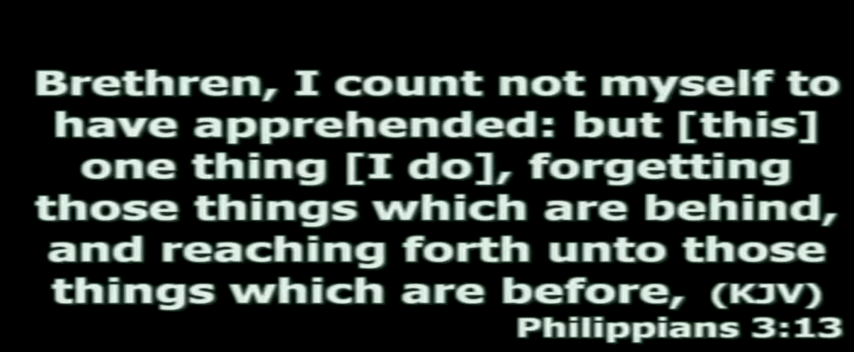 Brethren, I count not myself to
have apprehended: but [this]
one thing [I do], forgetting
those things which are behind,
and reaching forth unto those
things which are before, (KJV)
Philippians 3:13